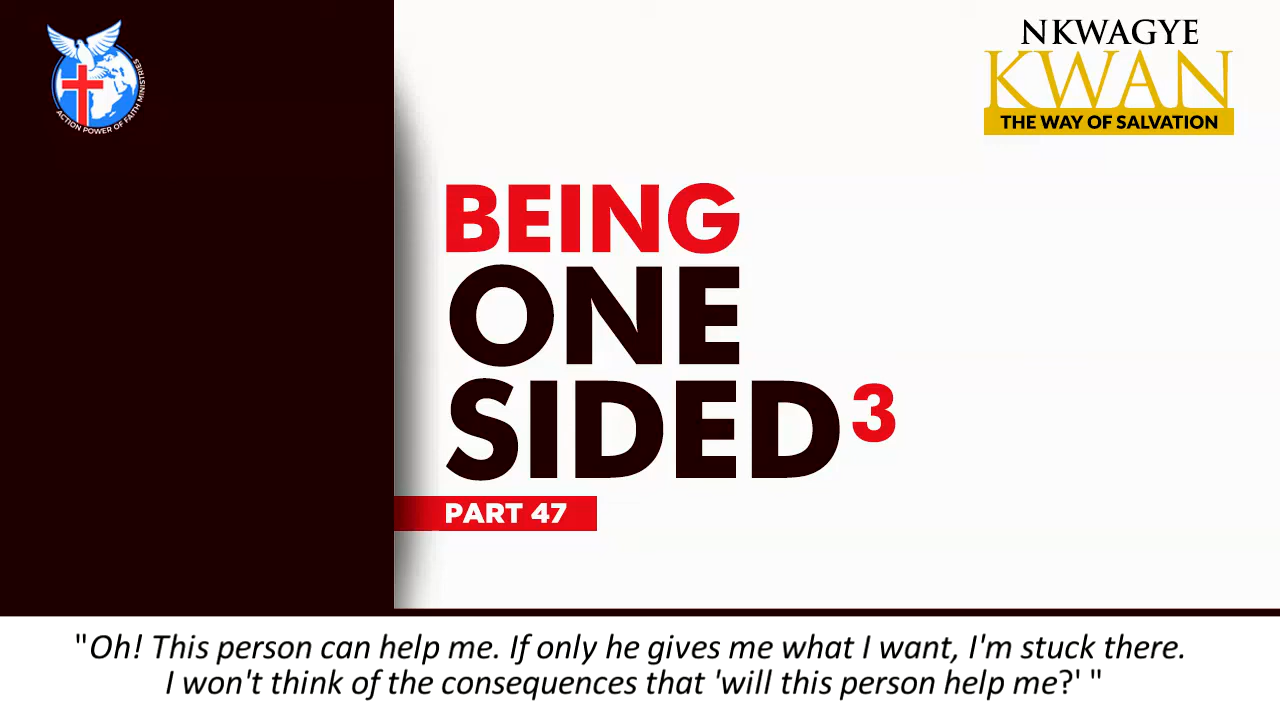 ACTION POWER OF FAITH MINISTRIES
NKWAGYE
KWAN
THE WAY OF SALVATION
BEING
ONE
SIDED 3
PART 47
"Oh! This person can help me. If only he gives me what I want, I'm stuck there.
I won't think of the consequences that 'will this person help me?' "